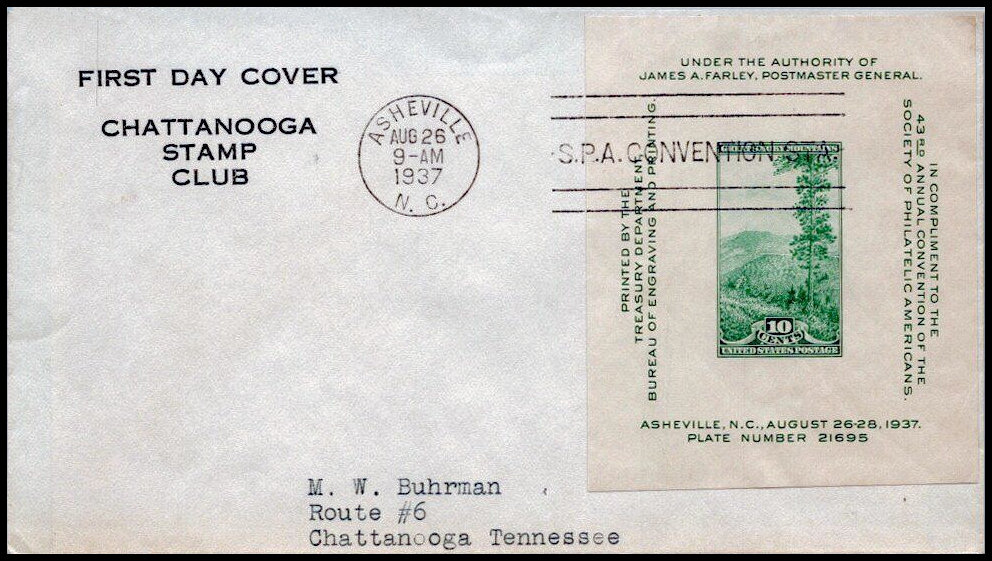 FIRST DAY COVER
CHATTANOOGA
STAMP
CLUB
ASHEVILLE
AUG 26
9-AM
1937
N. C.
S.P.A. CONVENTION STA.
UNDER THE AUTHORITY OF
JAMES A. FARLEY, POSTMASTER GENERAL.
PRINTED BY THE
TREASURY DEPARTMENT,
BUREAU OF ENGRAVING AND PRINTING.
GREAT SMOKY MOUNTAINS
10
CENTS
UNITED STATES POSTAGE
IN COMPLIMENT TO THE
43RD ANNUAL CONVENTION OF THE
SOCIETY OF PHILATELIC AMERICANS.
ASHEVILLE, N.C., AUGUST 26-28, 1937.
PLATE NUMBER 21695
M. W. Buhrman
Route #6
Chattanooga Tennessee